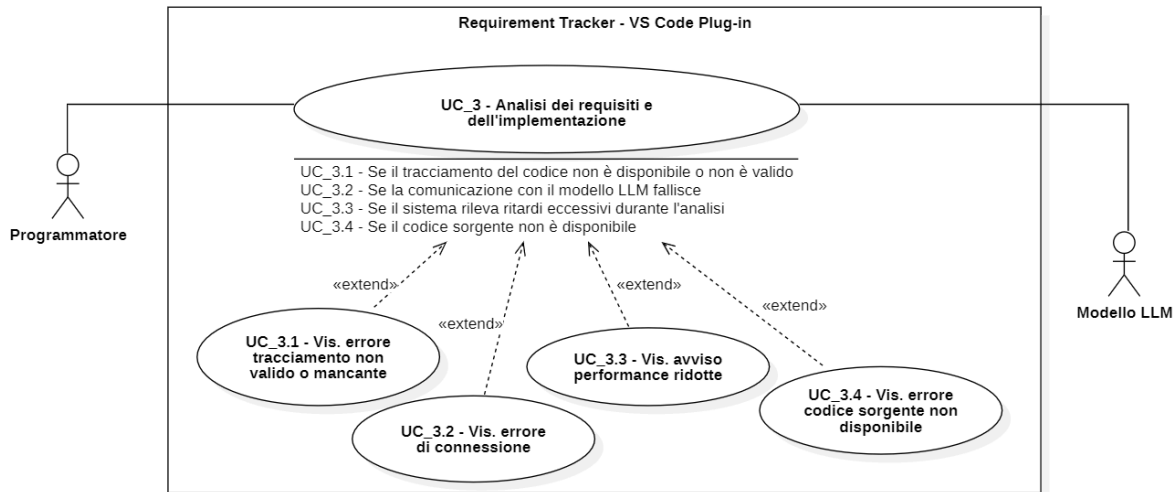 Requirement Tracker - VS Code Plug-in
UC_3 - Analisi dei requisiti e
dell'implementazione
UC_3.1 - Se il tracciamento del codice non è disponibile o non è valido
UC_3.2 - Se la comunicazione con il modello LLM fallisce
UC_3.3 - Se il sistema rileva ritardi eccessivi durante l'analisi
UC_3.4 - Se il codice sorgente non è disponibile
Programmatore
Modello LLM
«extend»
«extend»
«extend»
«extend»
UC_3.1 - Vis. errore
tracciamento non
valido o mancante
UC_3.2 - Vis. errore
di connessione
UC_3.3 - Vis. avviso
performance ridotte
UC_3.4 - Vis. errore
codice sorgente non
disponibile